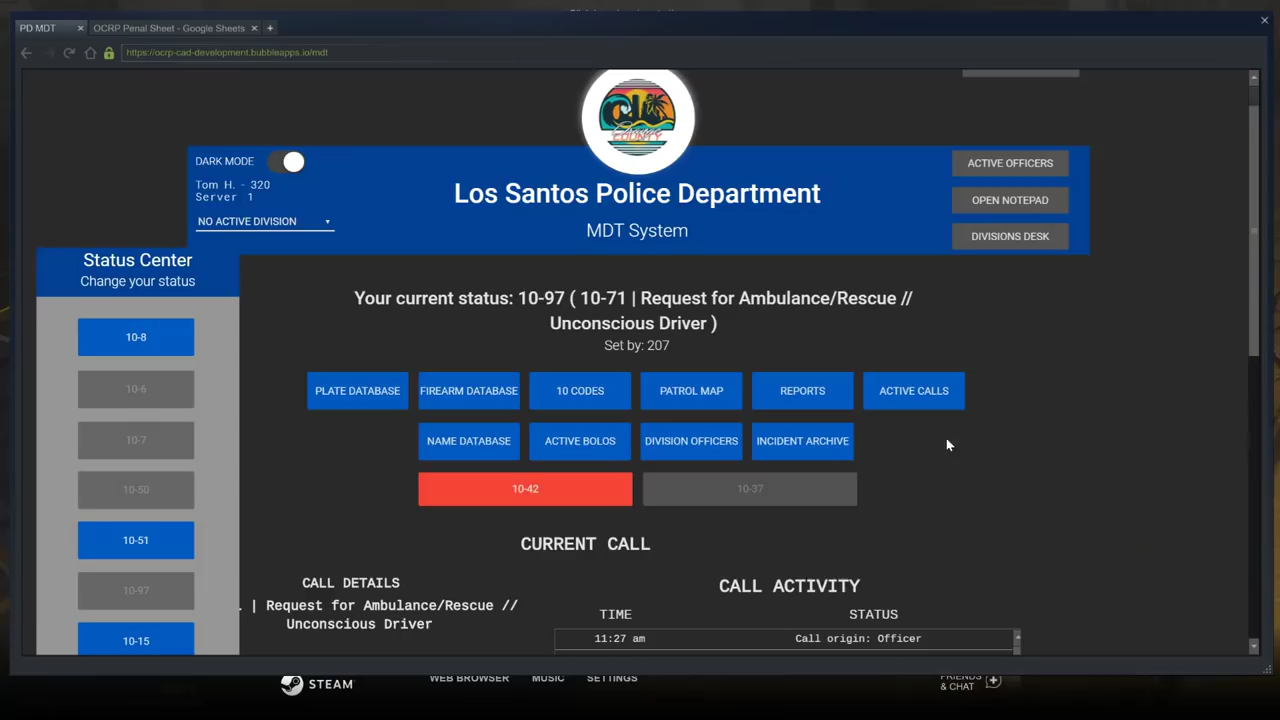 PD MDT
OCRP Penal Sheet - Google Sheets
https://ocrp-cad-development.bubbleapps.io/mdt
DARK MODE
Tom H. - 320
Server 1
NO ACTIVE DIVISION
Los Santos Police Department
MDT System
ACTIVE OFFICERS
OPEN NOTEPAD
DIVISIONS DESK
Status Center
Change your status
10-8
10-6
10-7
10-50
10-51
10-97
10-15
Your current status: 10-97 ( 10-71 | Request for Ambulance/Rescue //
Unconscious Driver )
Set by: 207
PLATE DATABASE
FIREARM DATABASE
10 CODES
PATROL MAP
REPORTS
ACTIVE CALLS
NAME DATABASE
ACTIVE BOLOS
DIVISION OFFICERS
INCIDENT ARCHIVE
10-42
10-37
CURRENT CALL
CALL DETAILS
| Request for Ambulance/Rescue //
Unconscious Driver
CALL ACTIVITY
TIME
STATUS
11:27 am
Call origin: Officer
STEAM
WEB BROWSER
MUSIC
SETTINGS
FRIENDS
& CHAT